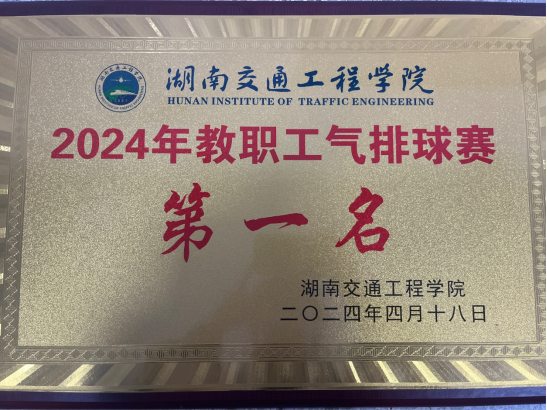 湖南交通工程学院
HUNAN INSTITUTE OF TRAFFIC ENGINEERING
2024年教职工气排球赛
第一名
湖南交通工程学院
二〇二四年四月十八日